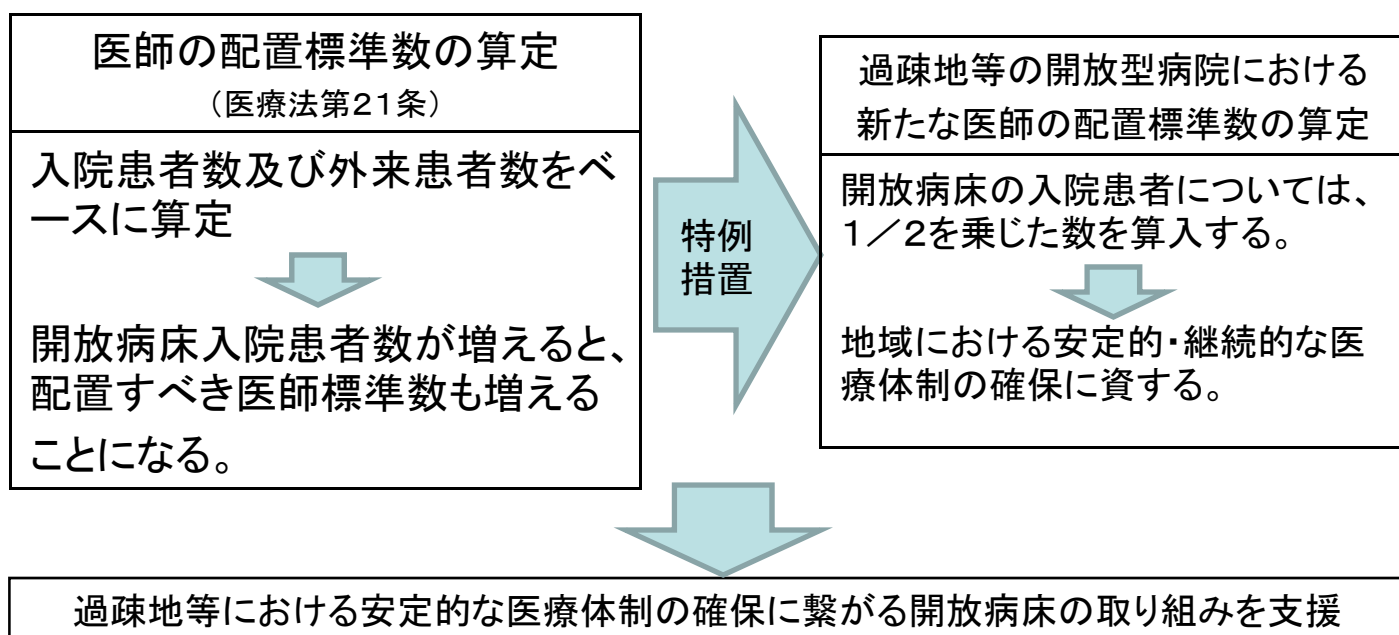 医師の配置標準数の算定
（医療法第２１条）
入院患者数及び外来患者数をベ
ースに算定
開放病床入院患者数が増えると、
配置すべき医師標準数も増える
ことになる。
特例
措置
過疎地等の開放型病院における
新たな医師の配置標準数の算定
開放病床の入院患者については、
１／２を乗じた数を算入する。
地域における安定的・継続的な医
療体制の確保に資する。
過疎地等における安定的な医療体制の確保に繋がる開放病床の取り組みを支援